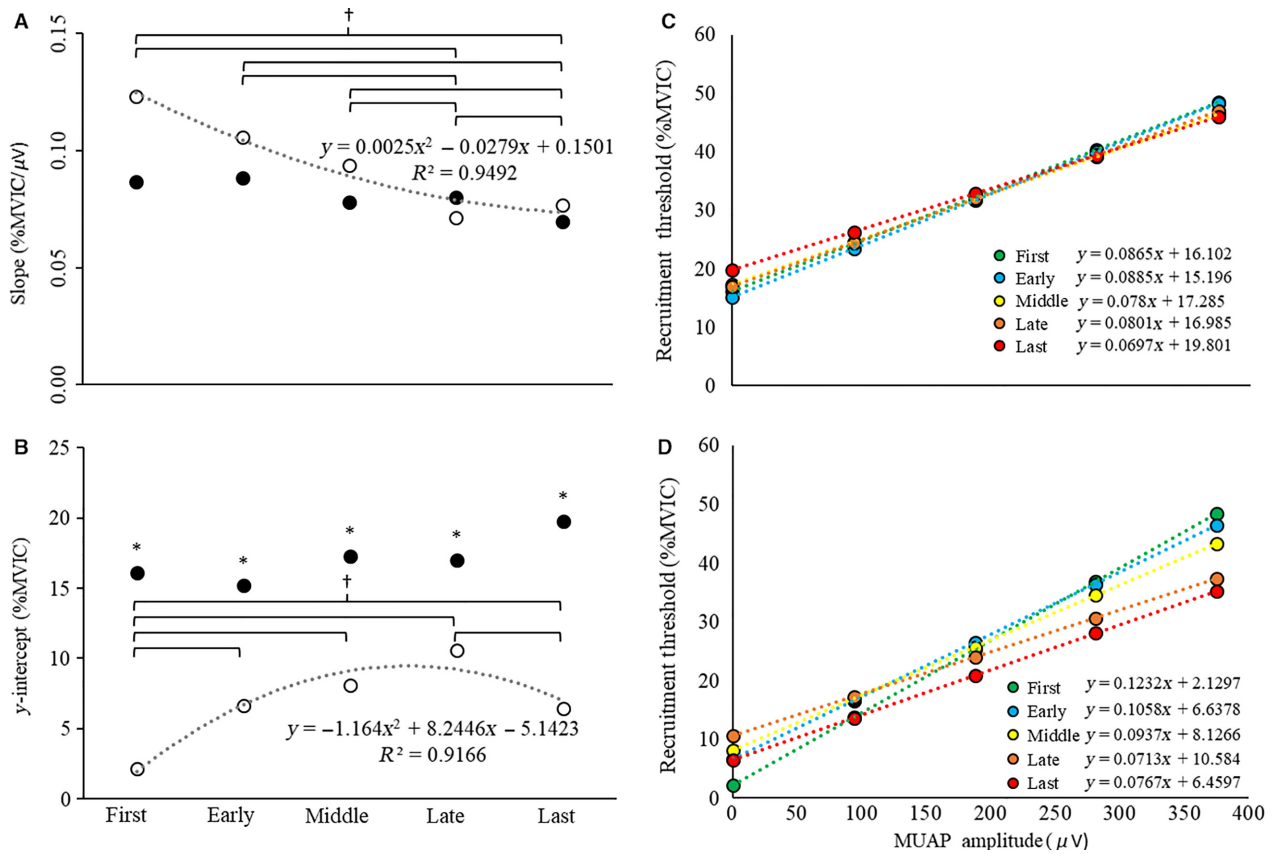 A
†
0.15
0.10
0.05
0.00
Slope (%MVIC/μV)
y = 0.0025x² − 0.0279x + 0.1501
R² = 0.9492
B
25
20
15
10
5
0
y-intercept (%MVIC)
* * * * *
†
y = −1.164x² + 8.2446x − 5.1423
R² = 0.9166
First Early Middle Late Last
C
60
50
40
30
20
10
0
Recruitment threshold (%MVIC)
First y = 0.0865x + 16.102
Early y = 0.0885x + 15.196
Middle y = 0.078x + 17.285
Late y = 0.0801x + 16.985
Last y = 0.0697x + 19.801
D
60
50
40
30
20
10
0
Recruitment threshold (%MVIC)
First y = 0.1232x + 2.1297
Early y = 0.1058x + 6.6378
Middle y = 0.0937x + 8.1266
Late y = 0.0713x + 10.584
Last y = 0.0767x + 6.4597
0 50 100 150 200 250 300 350 400
MUAP amplitude (μV)